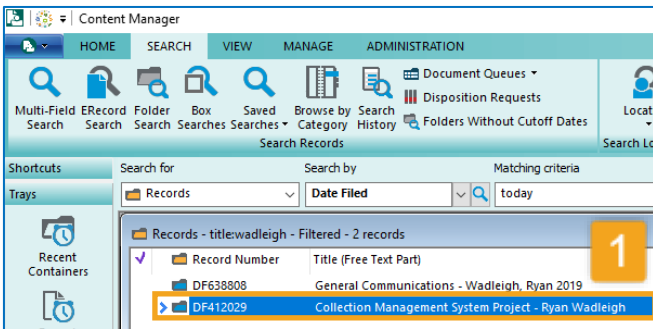 Content Manager
HOME SEARCH VIEW MANAGE ADMINISTRATION
Multi-Field Search
ERecord Search
Folder Search
Box Searches
Saved Searches
Browse by Category
Search History
Document Queues
Disposition Requests
Folders Without Cutoff Dates
Search Records
Shortcuts
Search for Search by Matching criteria
Trays
Records Date Filed today
Recent Containers
Records - title:wadleigh - Filtered - 2 records
1
Record Number Title (Free Text Part)
DF638808 General Communications - Wadleigh, Ryan 2019
DF412029 Collection Management System Project - Ryan Wadleigh